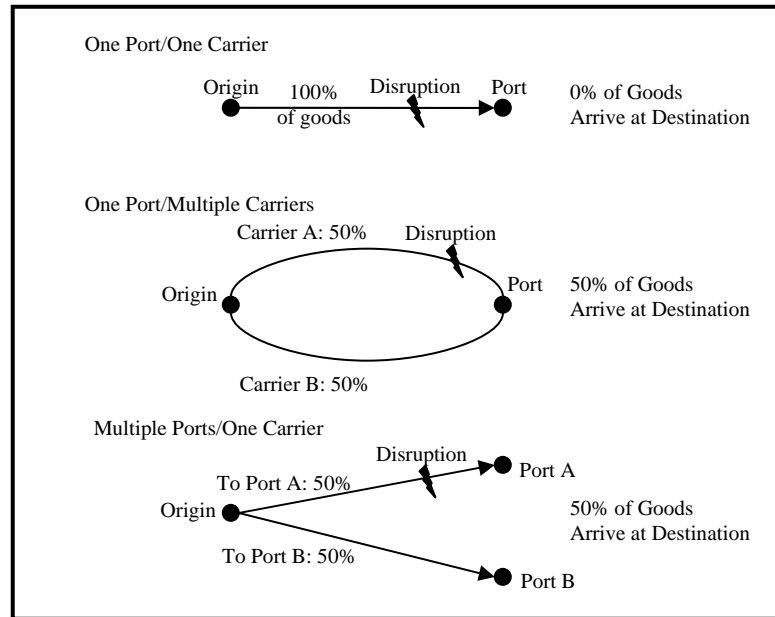 One Port/One Carrier
Origin
100%
of goods
Disruption
Port
0% of Goods
Arrive at Destination
One Port/Multiple Carriers
Carrier A: 50%
Disruption
Origin
Port
50% of Goods
Arrive at Destination
Carrier B: 50%
Multiple Ports/One Carrier
Disruption
To Port A: 50%
Port A
Origin
50% of Goods
Arrive at Destination
To Port B: 50%
Port B